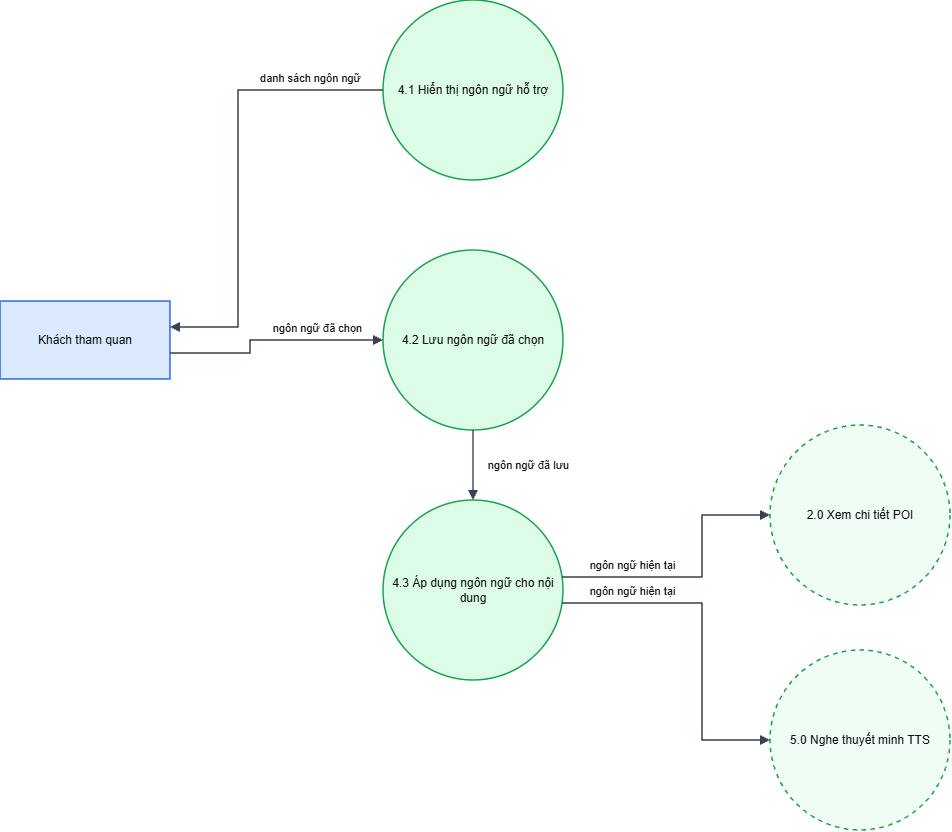 4.1 Hiển thị ngôn ngữ hỗ trợ
danh sách ngôn ngữ
Khách tham quan
ngôn ngữ đã chọn
4.2 Lưu ngôn ngữ đã chọn
ngôn ngữ đã lưu
4.3 Áp dụng ngôn ngữ cho nội
dung
ngôn ngữ hiện tại
ngôn ngữ hiện tại
2.0 Xem chi tiết POI
5.0 Nghe thuyết minh TTS